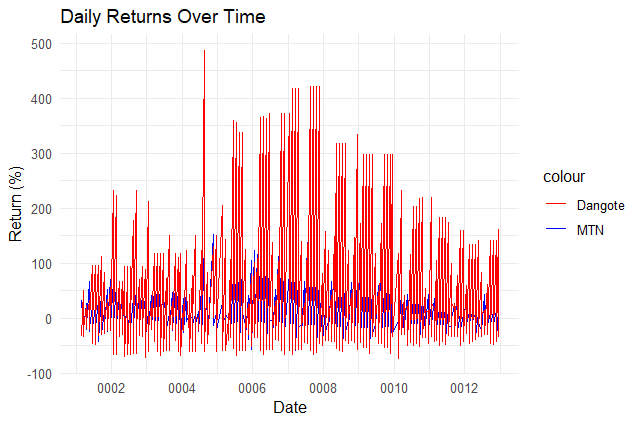 Daily Returns Over Time
500
400
300
200
100
0
-100
Return (%)
0002 0004 0006 0008 0010 0012
Date
colour
Dangote
MTN